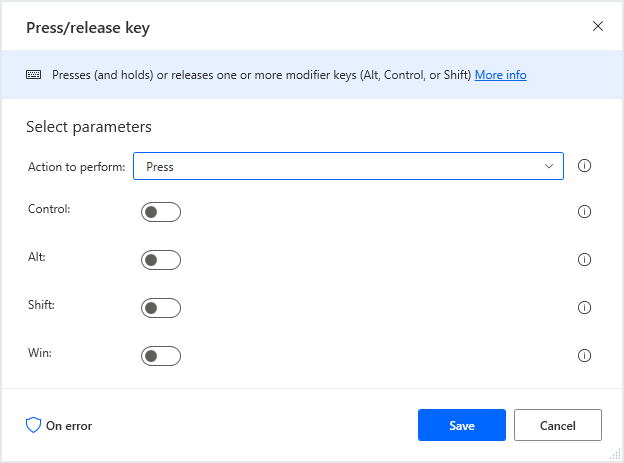 Press/release key
Presses (and holds) or releases one or more modifier keys (Alt, Control, or Shift) More info
Select parameters
Action to perform: Press
Control:
Alt:
Shift:
Win:
On error Save Cancel